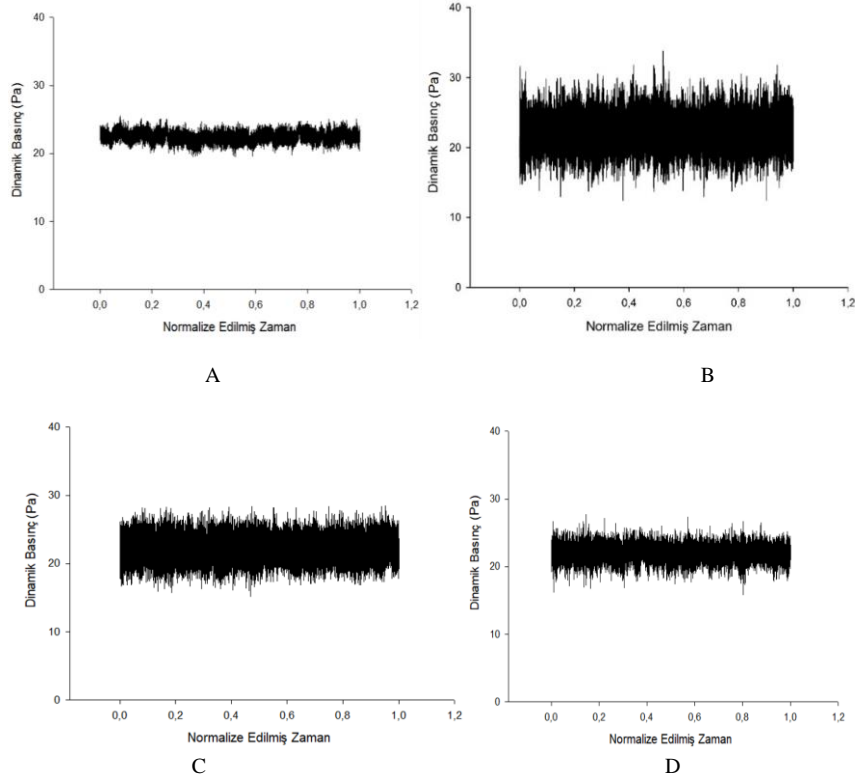 40
30
20
10
0
Dinamik Basınç (Pa)
0,0 0,2 0,4 0,6 0,8 1,0 1,2
Normalize Edilmiş Zaman
A
40
30
20
10
0
Dinamik Basınç (Pa)
0,0 0,2 0,4 0,6 0,8 1,0 1,2
Normalize Edilmiş Zaman
B
40
30
20
10
0
Dinamik Basınç (Pa)
0,0 0,2 0,4 0,6 0,8 1,0 1,2
Normalize Edilmiş Zaman
C
40
30
20
10
0
Dinamik Basınç (Pa)
0,0 0,2 0,4 0,6 0,8 1,0 1,2
Normalize Edilmiş Zaman
D